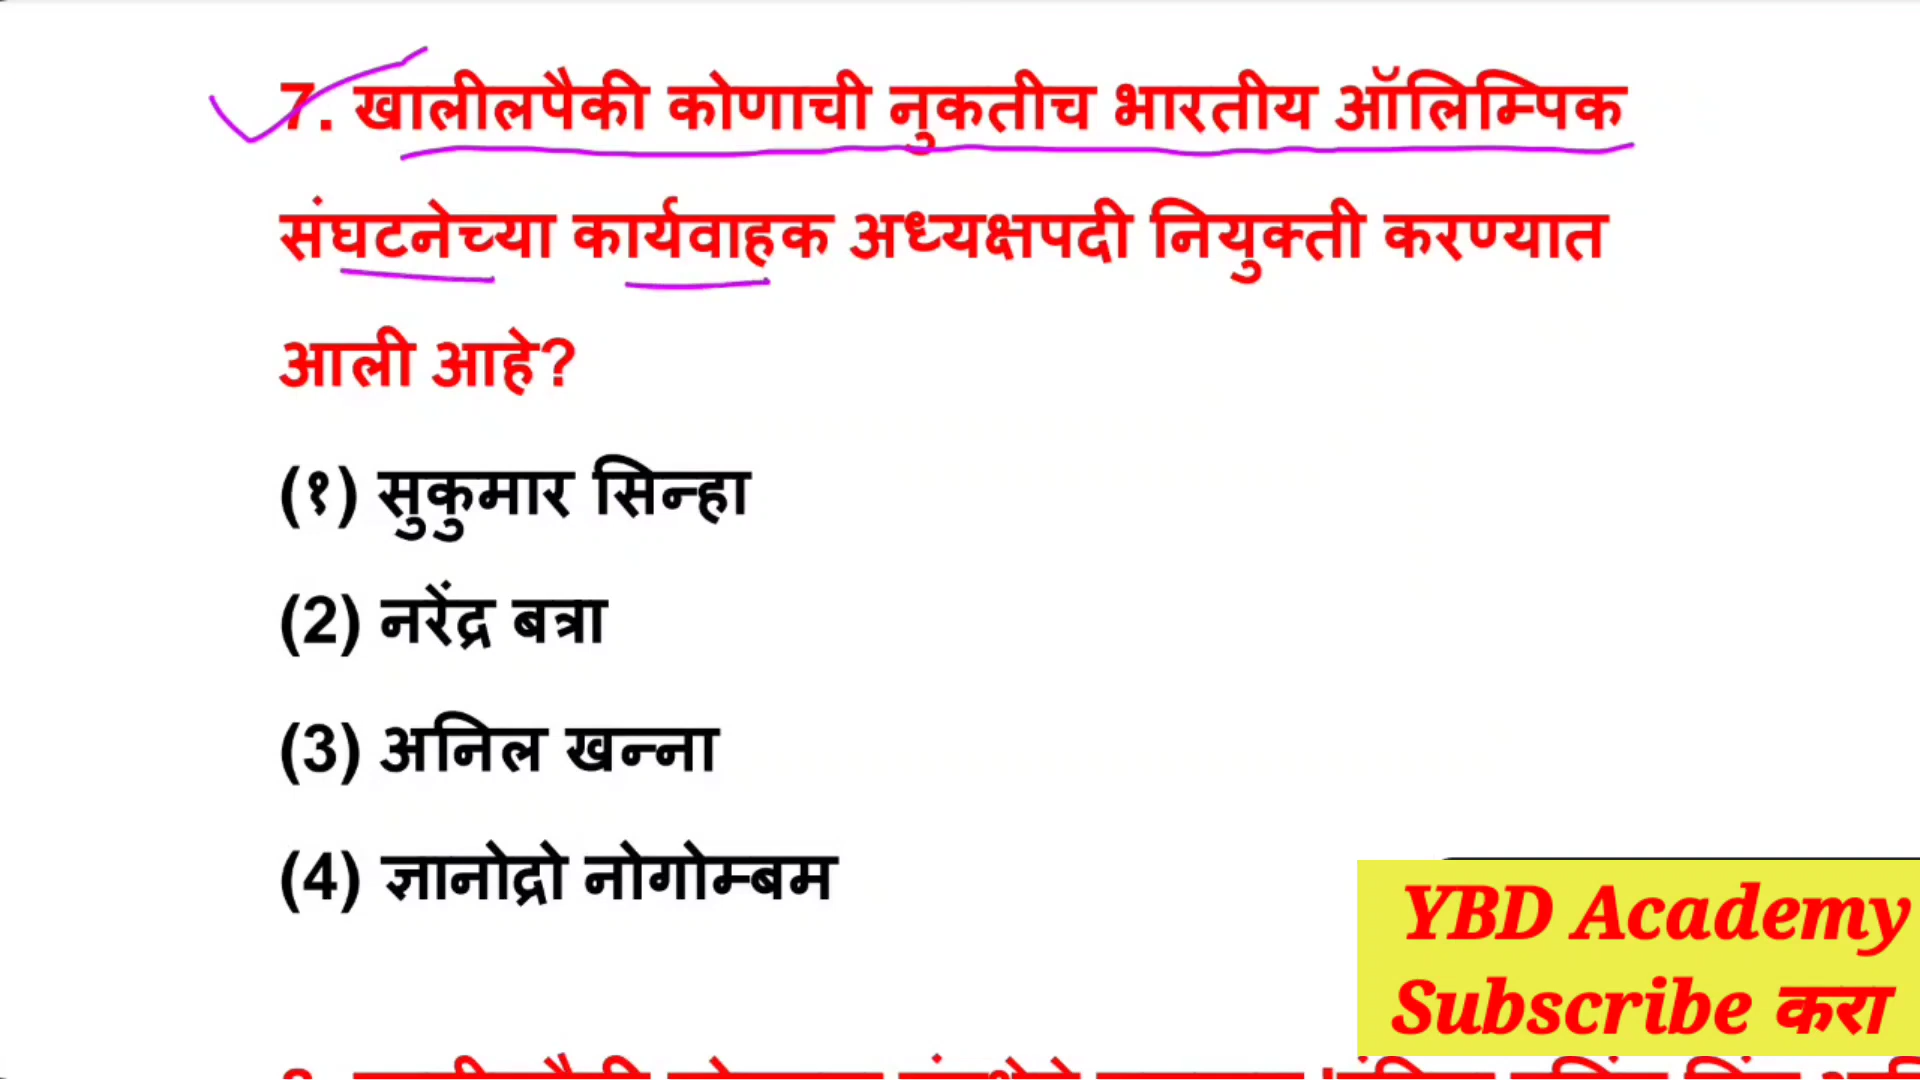 7. खालीलपैकी कोणाची नुकतीच भारतीय ऑलिम्पिक
संघटनेच्या कार्यवाहक अध्यक्षपदी नियुक्ती करण्यात
आली आहे?
(१) सुकुमार सिन्हा
(2) नरेंद्र बत्रा
(3) अनिल खन्ना
(4) ज्ञानोद्रो नोगोम्बम
YBD Academy
Subscribe करा